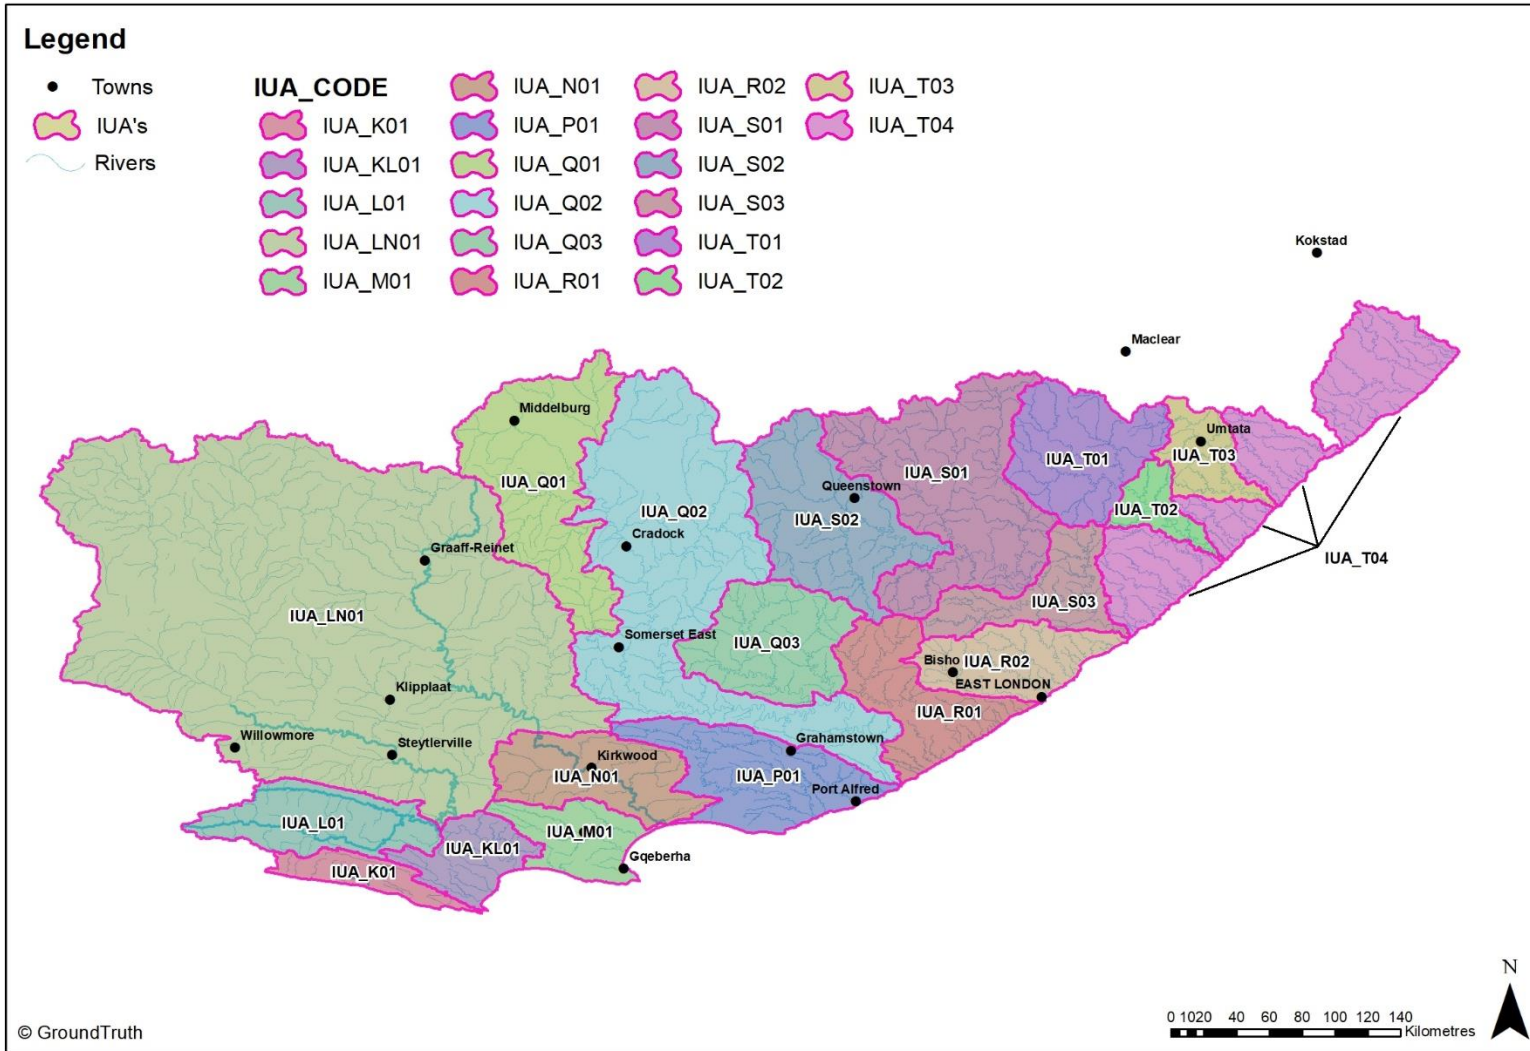 Legend
Towns
IUA's
Rivers
IUA_CODE
IUA_K01
IUA_KL01
IUA_L01
IUA_LN01
IUA_M01
IUA_N01
IUA_P01
IUA_Q01
IUA_Q02
IUA_Q03
IUA_R01
IUA_R02
IUA_S01
IUA_S02
IUA_S03
IUA_T01
IUA_T02
IUA_T03
IUA_T04
Kokstad
Maclear
Middelburg
Umtata
IUA_T03
IUA_T01
IUA_S01
IUA_Q01
Queenstown
IUA_Q02
IUA_S02
IUA_T02
Cradock
Graaff-Reinet
IUA_T04
IUA_S03
IUA_LN01
Somerset East
IUA_Q03
Bisho
IUA_R02
EAST LONDON
Klipplaat
IUA_R01
Willowmore
Steytlerville
Grahamstown
Kirkwood
IUA_N01
IUA_P01
Port Alfred
IUA_L01
IUA_M01
IUA_KL01
Gqeberha
IUA_K01
N
0 10 20 40 60 80 100 120 140
Kilometres
© GroundTruth